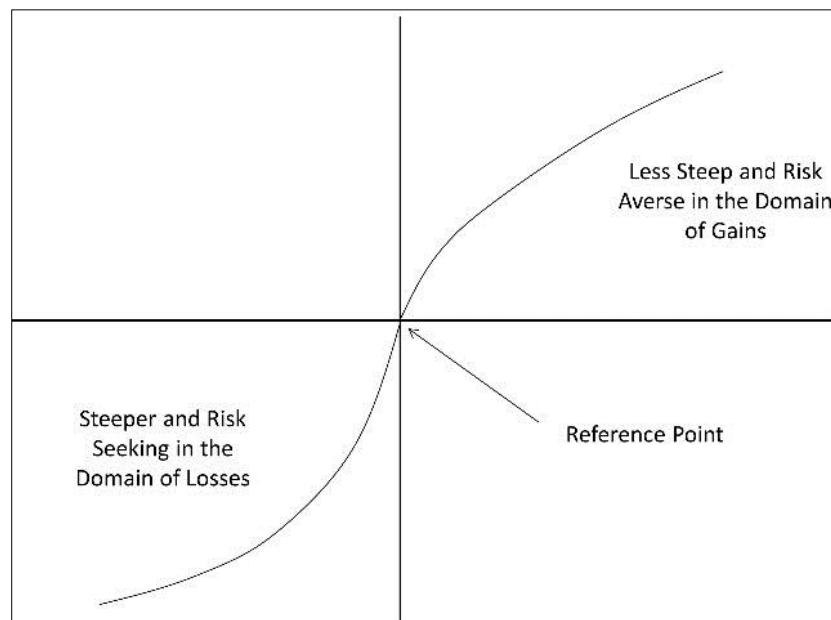 Less Steep and Risk
Averse in the Domain
of Gains
Steeper and Risk
Seeking in the
Domain of Losses
Reference Point